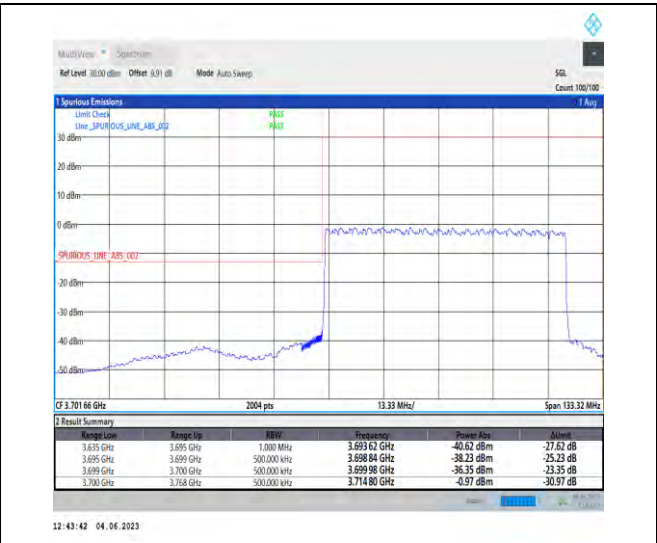 MultiView Spectrum
Ref Level 30.00 dBm Offset 9.91 dB Mode Auto Sweep SGL
Count 100/100
1 Spurious Emissions 1 Avg
Limit Check PASS
Line _SPURIOUS_LINE_ABS_002 PASS
30 dBm
20 dBm
10 dBm
0 dBm
_SPURIOUS_LINE_ABS_002
-20 dBm
-30 dBm
-40 dBm
-50 dBm
CF 3.701 66 GHz 2004 pts 13.33 MHz/ Span 133.32 MHz
2 Result Summary
Range Low Range Up RBW Frequency Power Abs ΔLimit
3.635 GHz 3.695 GHz 1.000 MHz 3.693 62 GHz -40.62 dBm -27.62 dB
3.695 GHz 3.699 GHz 500.000 kHz 3.698 84 GHz -38.23 dBm -25.23 dB
3.699 GHz 3.700 GHz 500.000 kHz 3.699 98 GHz -36.35 dBm -23.35 dB
3.700 GHz 3.768 GHz 500.000 kHz 3.714 80 GHz -0.97 dBm -30.97 dB
12:43:42 04.06.2023